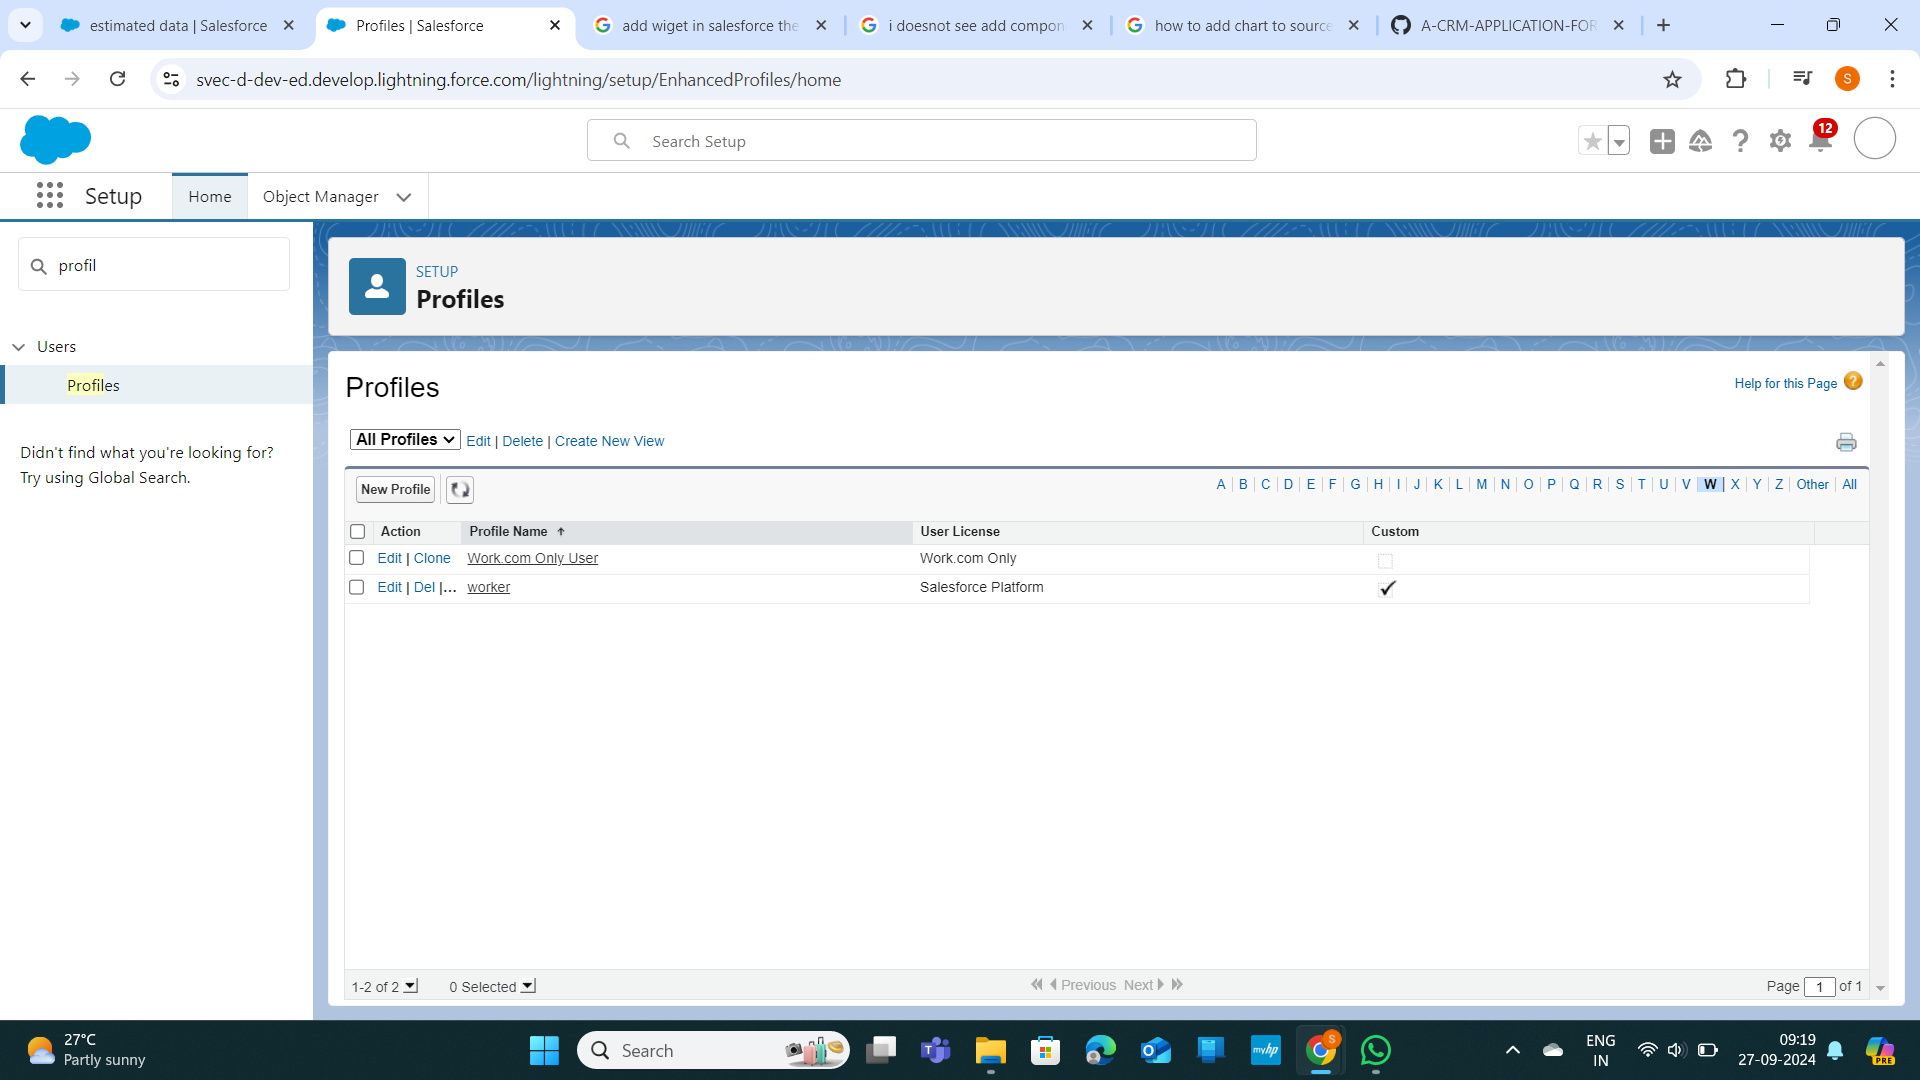 estimated data | Salesforce
Profiles | Salesforce
add wiget in salesforce the
i doesnot see add compon
how to add chart to source
A-CRM-APPLICATION-FOR
svec-d-dev-ed.develop.lightning.force.com/lightning/setup/EnhancedProfiles/home
S
Search Setup
12
Setup
Home
Object Manager
profil
Users
Profiles
Didn't find what you're looking for?
Try using Global Search.
SETUP
Profiles
Profiles
Help for this Page
All Profiles Edit | Delete | Create New View
New Profile
A | B | C | D | E | F | G | H | I | J | K | L | M | N | O | P | Q | R | S | T | U | V | W | X | Y | Z | Other | All
Action Profile Name User License Custom
Edit | Clone Work.com Only User Work.com Only
Edit | Del |... worker Salesforce Platform
1-2 of 2 0 Selected Previous Next Page 1 of 1
27°C
Partly sunny
Search
myhp
S
ENG
IN
09:19
27-09-2024
PRE